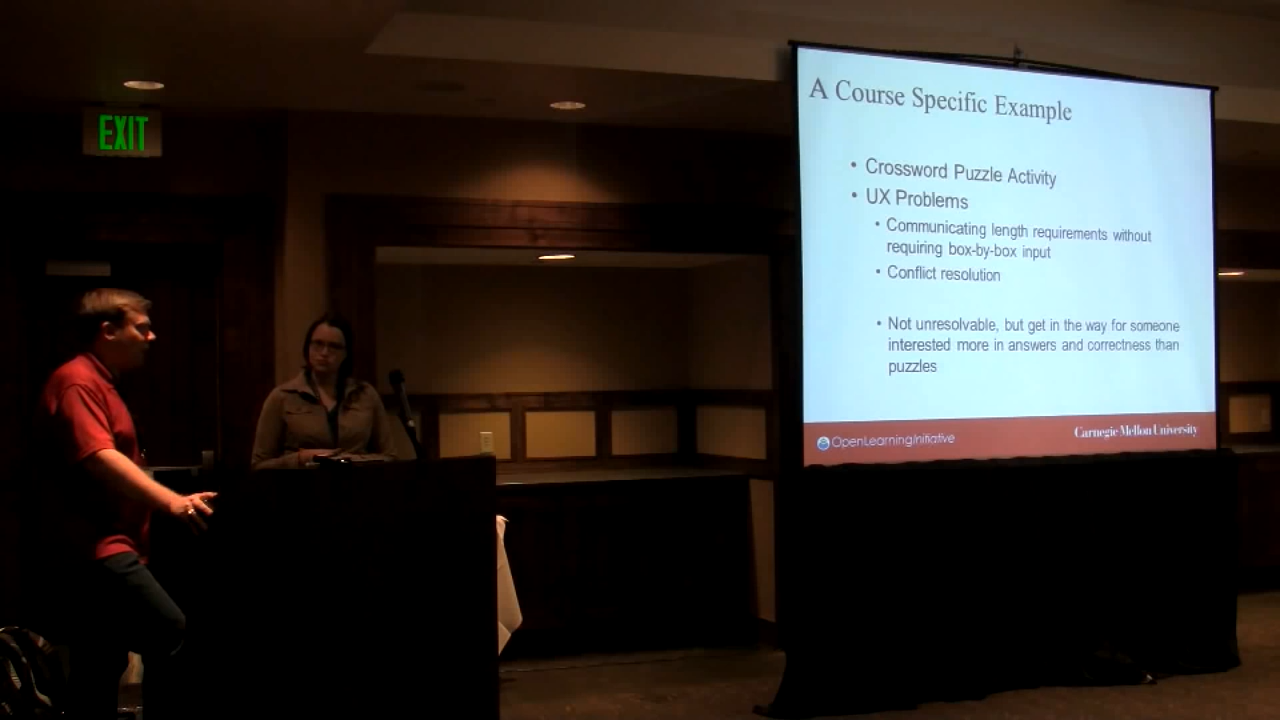 EXIT
A Course Specific Example
• Crossword Puzzle Activity
• UX Problems
• Communicating length requirements without
requiring box-by-box input
• Conflict resolution
• Not unresolvable, but get in the way for someone
interested more in answers and correctness than
puzzles
OpenLearningInitiative
Carnegie Mellon University